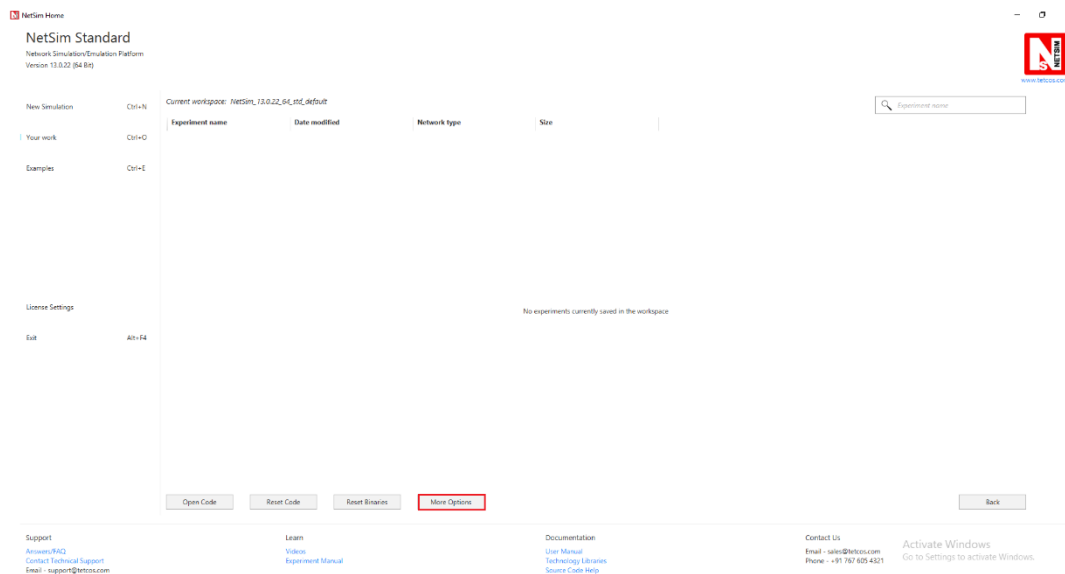 NetSim Home
NetSim Standard
Network Simulation/Emulation Platform
Version 13.0.22 (64 Bit)
NETSIM
www.tetcos.com
New Simulation Ctrl+N
Your work Ctrl+O
Examples Ctrl+E
License Settings
Exit Alt+F4
Current workspace: NetSim_13.0.22_64_std_default
Experiment name
Experiment name Date modified Network type Size
No experiments currently saved in the workspace
Open Code Reset Code Reset Binaries More Options Back
Support
Answers/FAQ
Contact Technical Support
Email - support@tetcos.com
Learn
Videos
Experiment Manual
Documentation
User Manual
Technology Libraries
Source Code Help
Contact Us
Email - sales@tetcos.com
Phone - +91 767 605 4321
Activate Windows
Go to Settings to activate Windows.